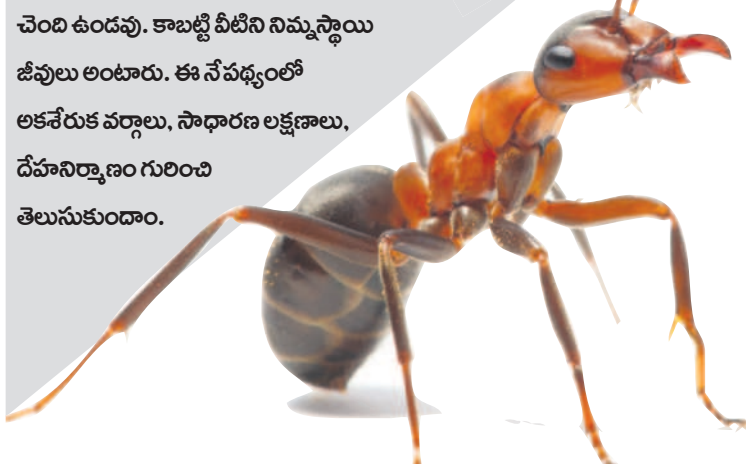 చెంది ఉండవు. కాబట్టి వీటిని నిమ్నస్థాయి
జీవులు అంటారు. ఈ నేపథ్యంలో
అకశేరుక వర్గాలు, సాధారణ లక్షణాలు,
దేహనిర్మాణం గురించి
తెలుసుకుందాం.